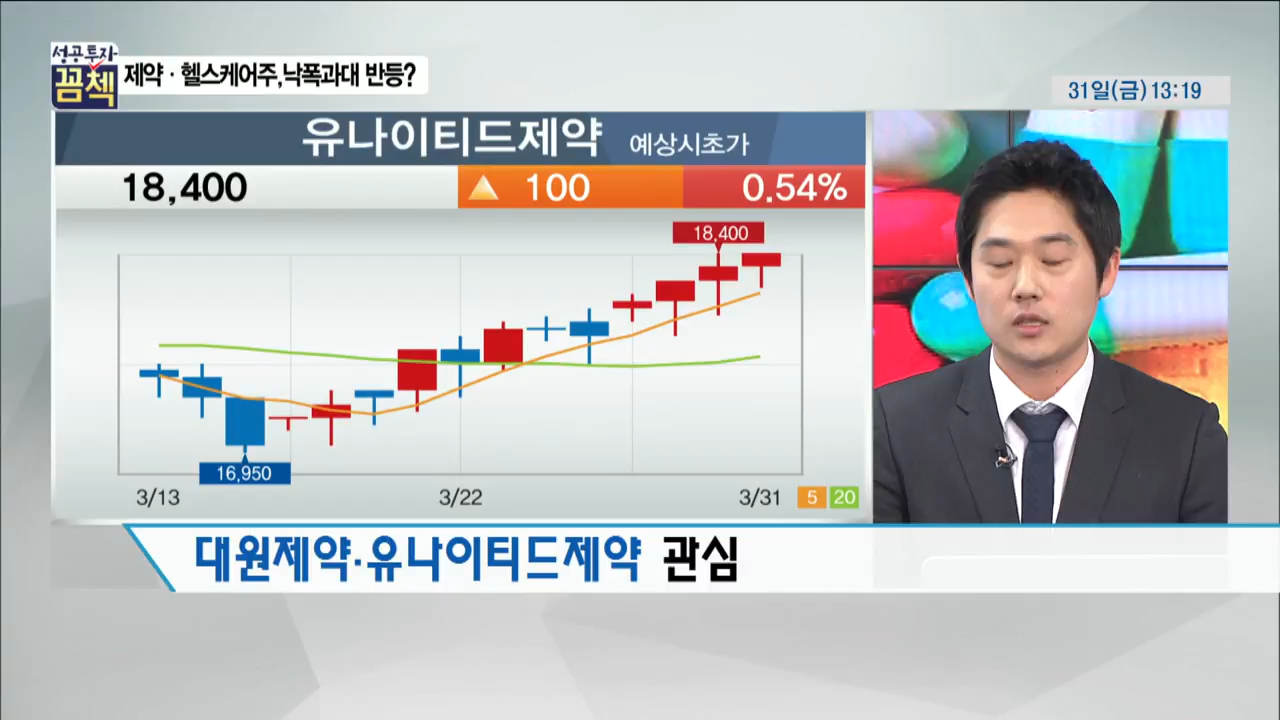 성공투자
꼼첵
제약·헬스케어주,낙폭과대 반등?
31일(금)13:19
유나이티드제약 예상시초가
18,400 ▲ 100 0.54%
18,400
16,950
3/13 3/22 3/31 5 20
대원제약·유나이티드제약 관심